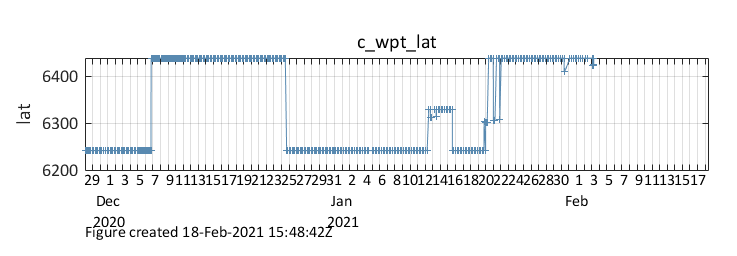 c_wpt_lat
6400
6300
6200
lat
29 1 3 5 7 9 11 13 15 17 19 21 23 25 27 29 31 1 2 4 6 8 10 12 14 16 18 20 22 24 26 28 30 1 3 5 7 9 11 13 15 17
Dec Jan Feb
2020 2021
Figure created 18-Feb-2021 15:48:42Z